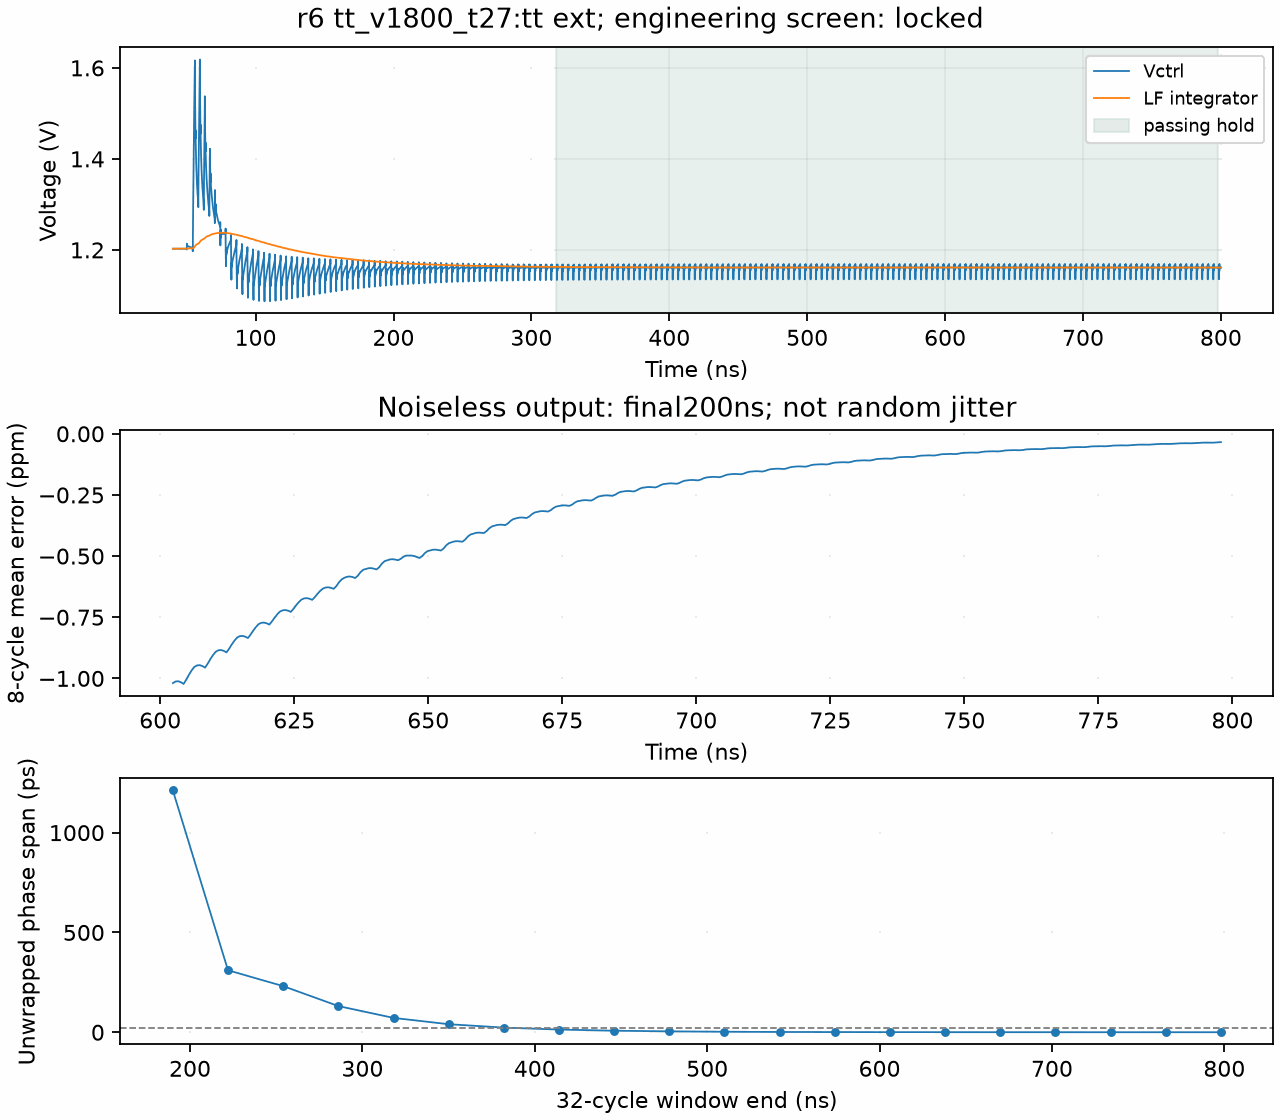 r6 tt_v1800_t27:tt ext; engineering screen: locked
Voltage (V)
1.6
1.4
1.2
Vctrl
LF integrator
passing hold
100 200 300 400 500 600 700 800
Time (ns)
Noiseless output: final200ns; not random jitter
8-cycle mean error (ppm)
0.00
−0.25
−0.50
−0.75
−1.00
600 625 650 675 700 725 750 775 800
Time (ns)
Unwrapped phase span (ps)
1000
500
0
200 300 400 500 600 700 800
32-cycle window end (ns)